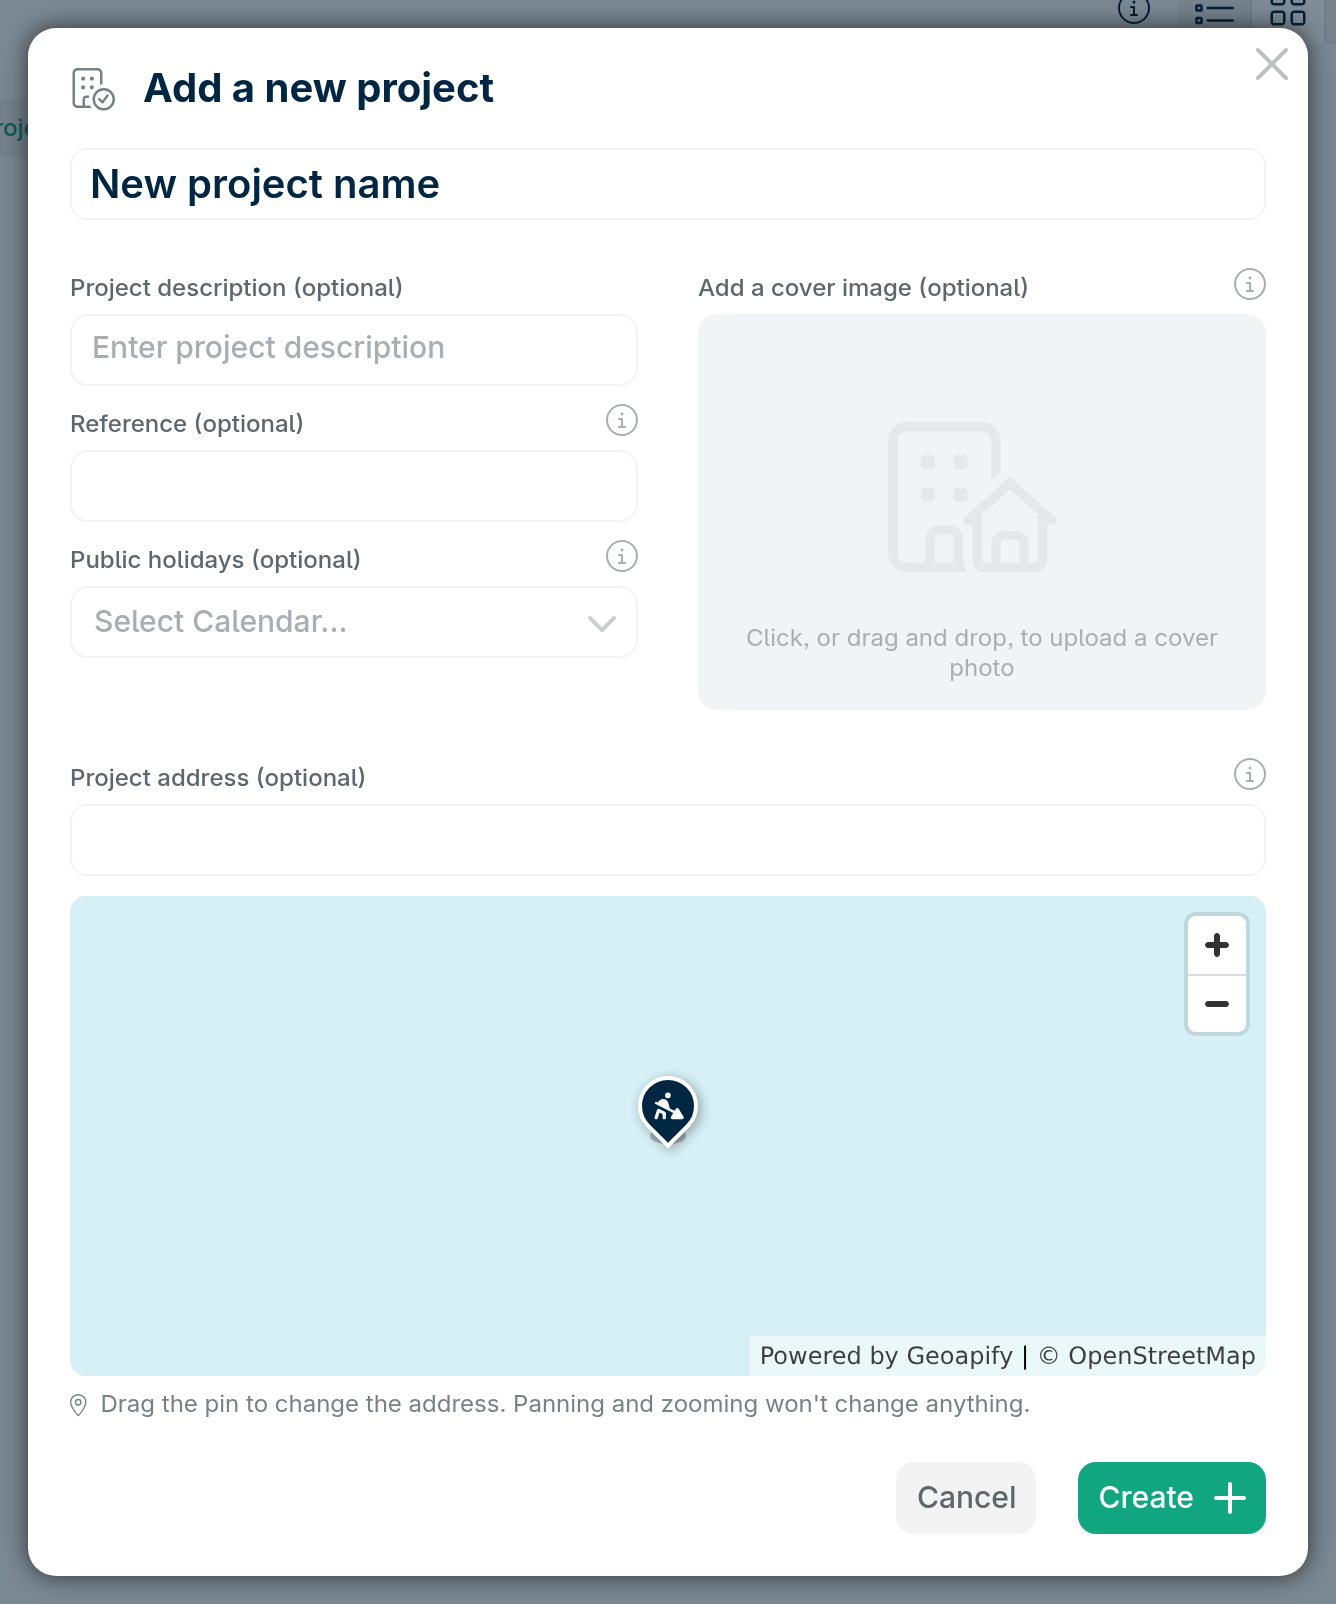 Add a new project
New project name
Project description (optional)
Enter project description
Reference (optional)
Public holidays (optional)
Select Calendar...
Add a cover image (optional)
Click, or drag and drop, to upload a cover
photo
Project address (optional)
Powered by Geoapify | © OpenStreetMap
Drag the pin to change the address. Panning and zooming won't change anything.
Cancel
Create